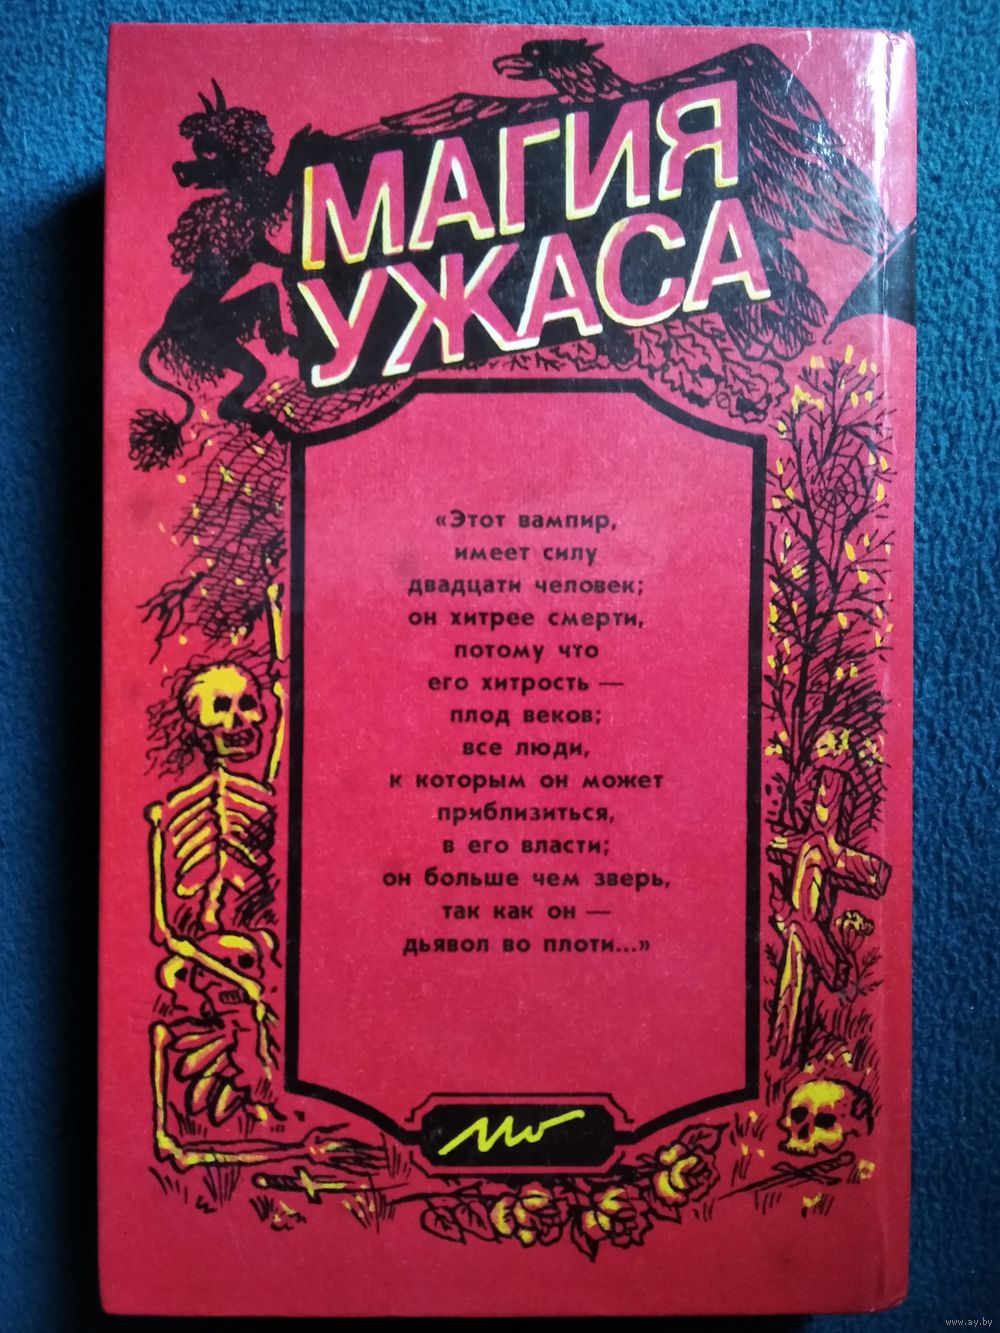 МАГИЯ
УЖАСА
«Этот вампир,
имеет силу
двадцати человек;
он хитрее смерти,
потому что
его хитрость —
плод веков;
все люди,
к которым он может
приблизиться,
в его власти;
он больше чем зверь,
так как он —
дьявол во плоти...»
www.ay.by